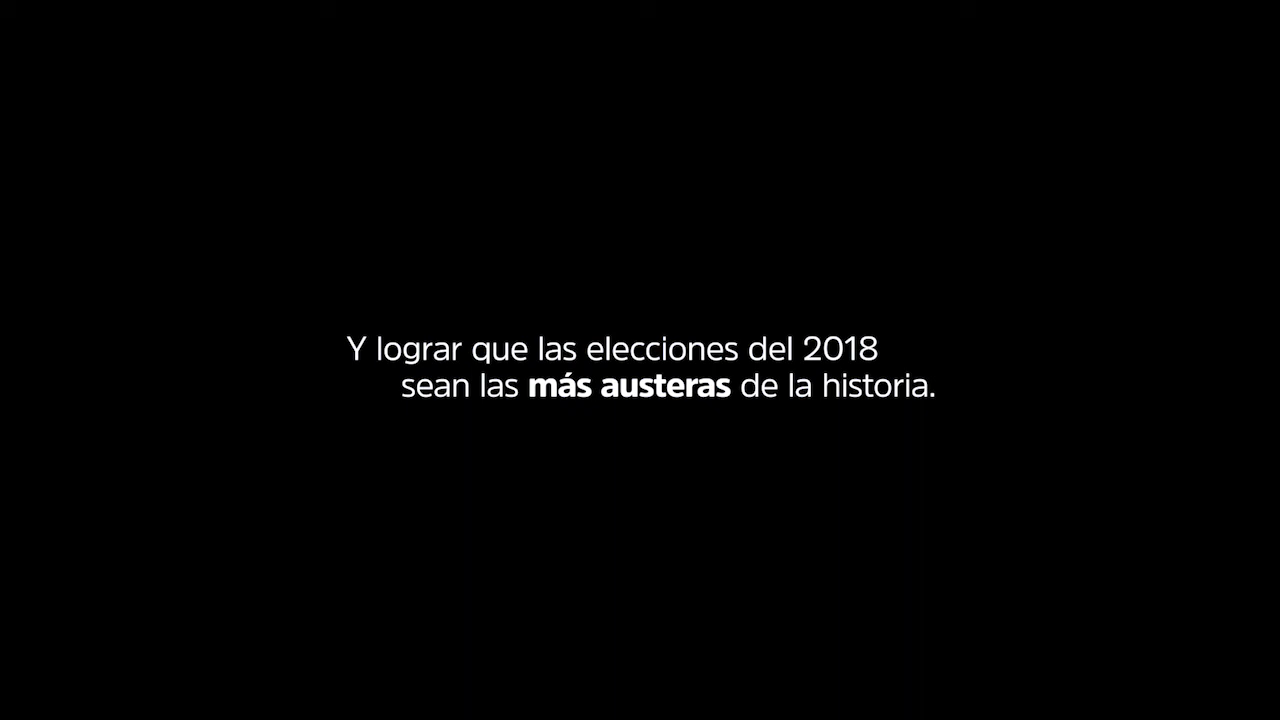 Y lograr que las elecciones del 2018
sean las más austeras de la historia.